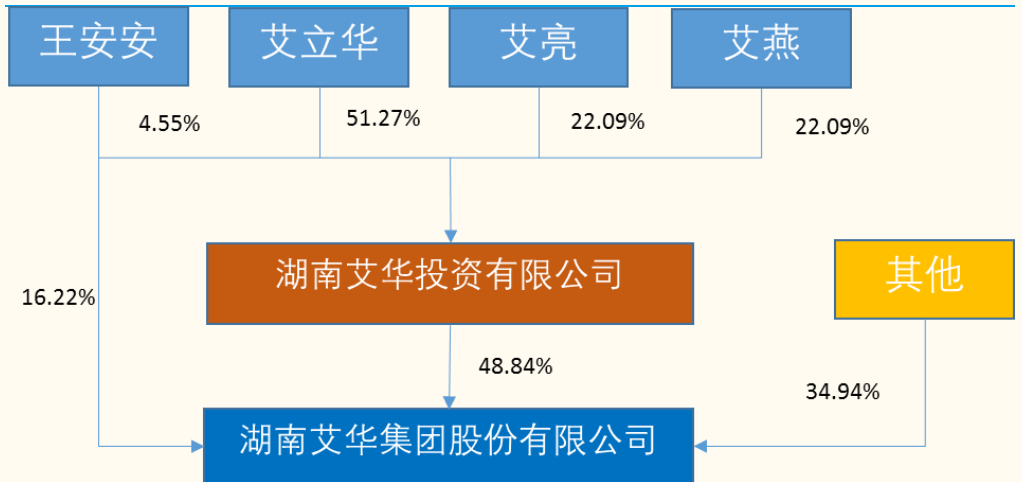 王安安
艾立华
艾亮
艾燕
4.55%
51.27%
22.09%
22.09%
湖南艾华投资有限公司
其他
16.22%
48.84%
34.94%
湖南艾华集团股份有限公司